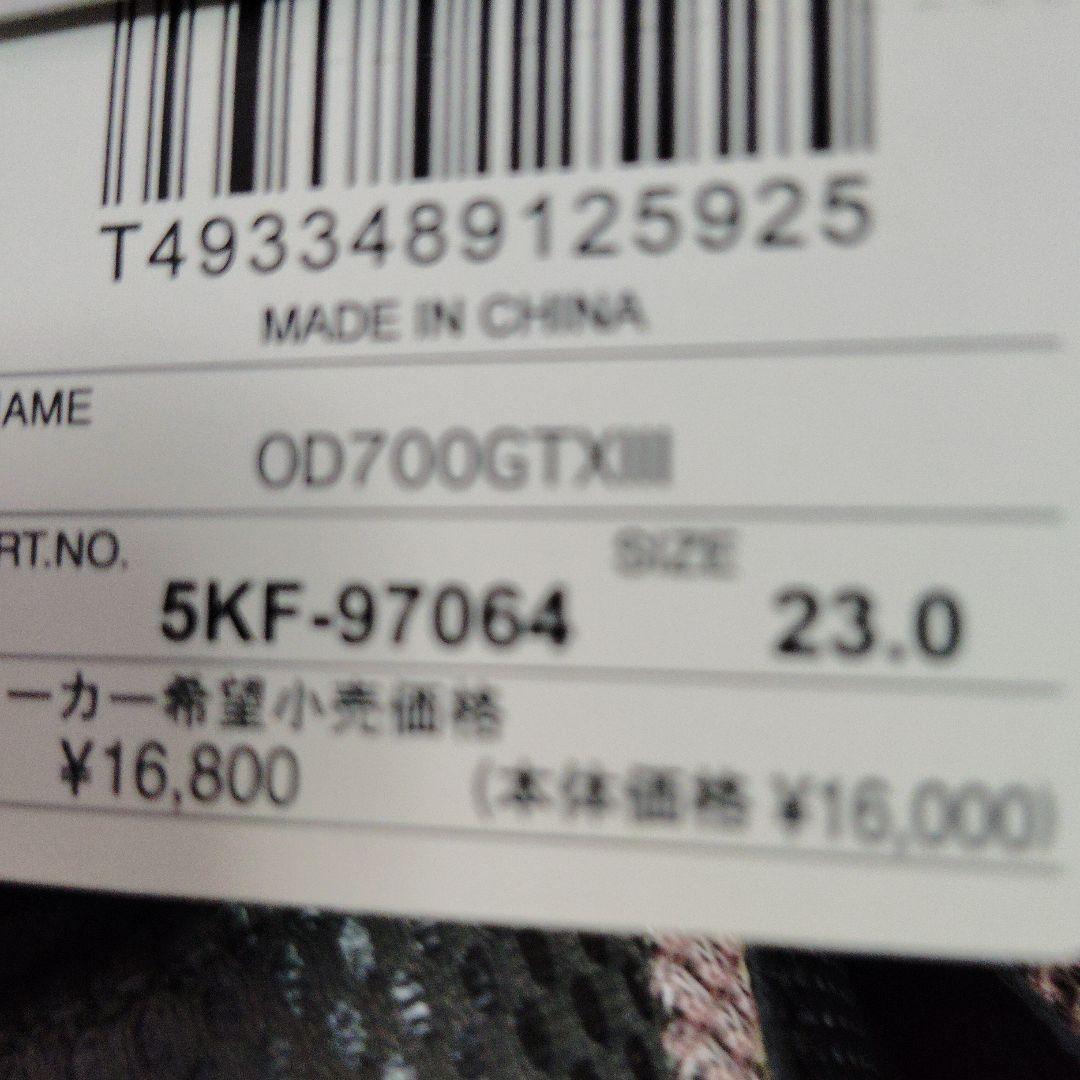 T4933489125925
MADE IN CHINA
AME
OD700GTXIII
RT.NO.
SIZE
5KF-97064
23.0
ーカー希望小売価格
¥16,800
(本体価格 ¥16,000)